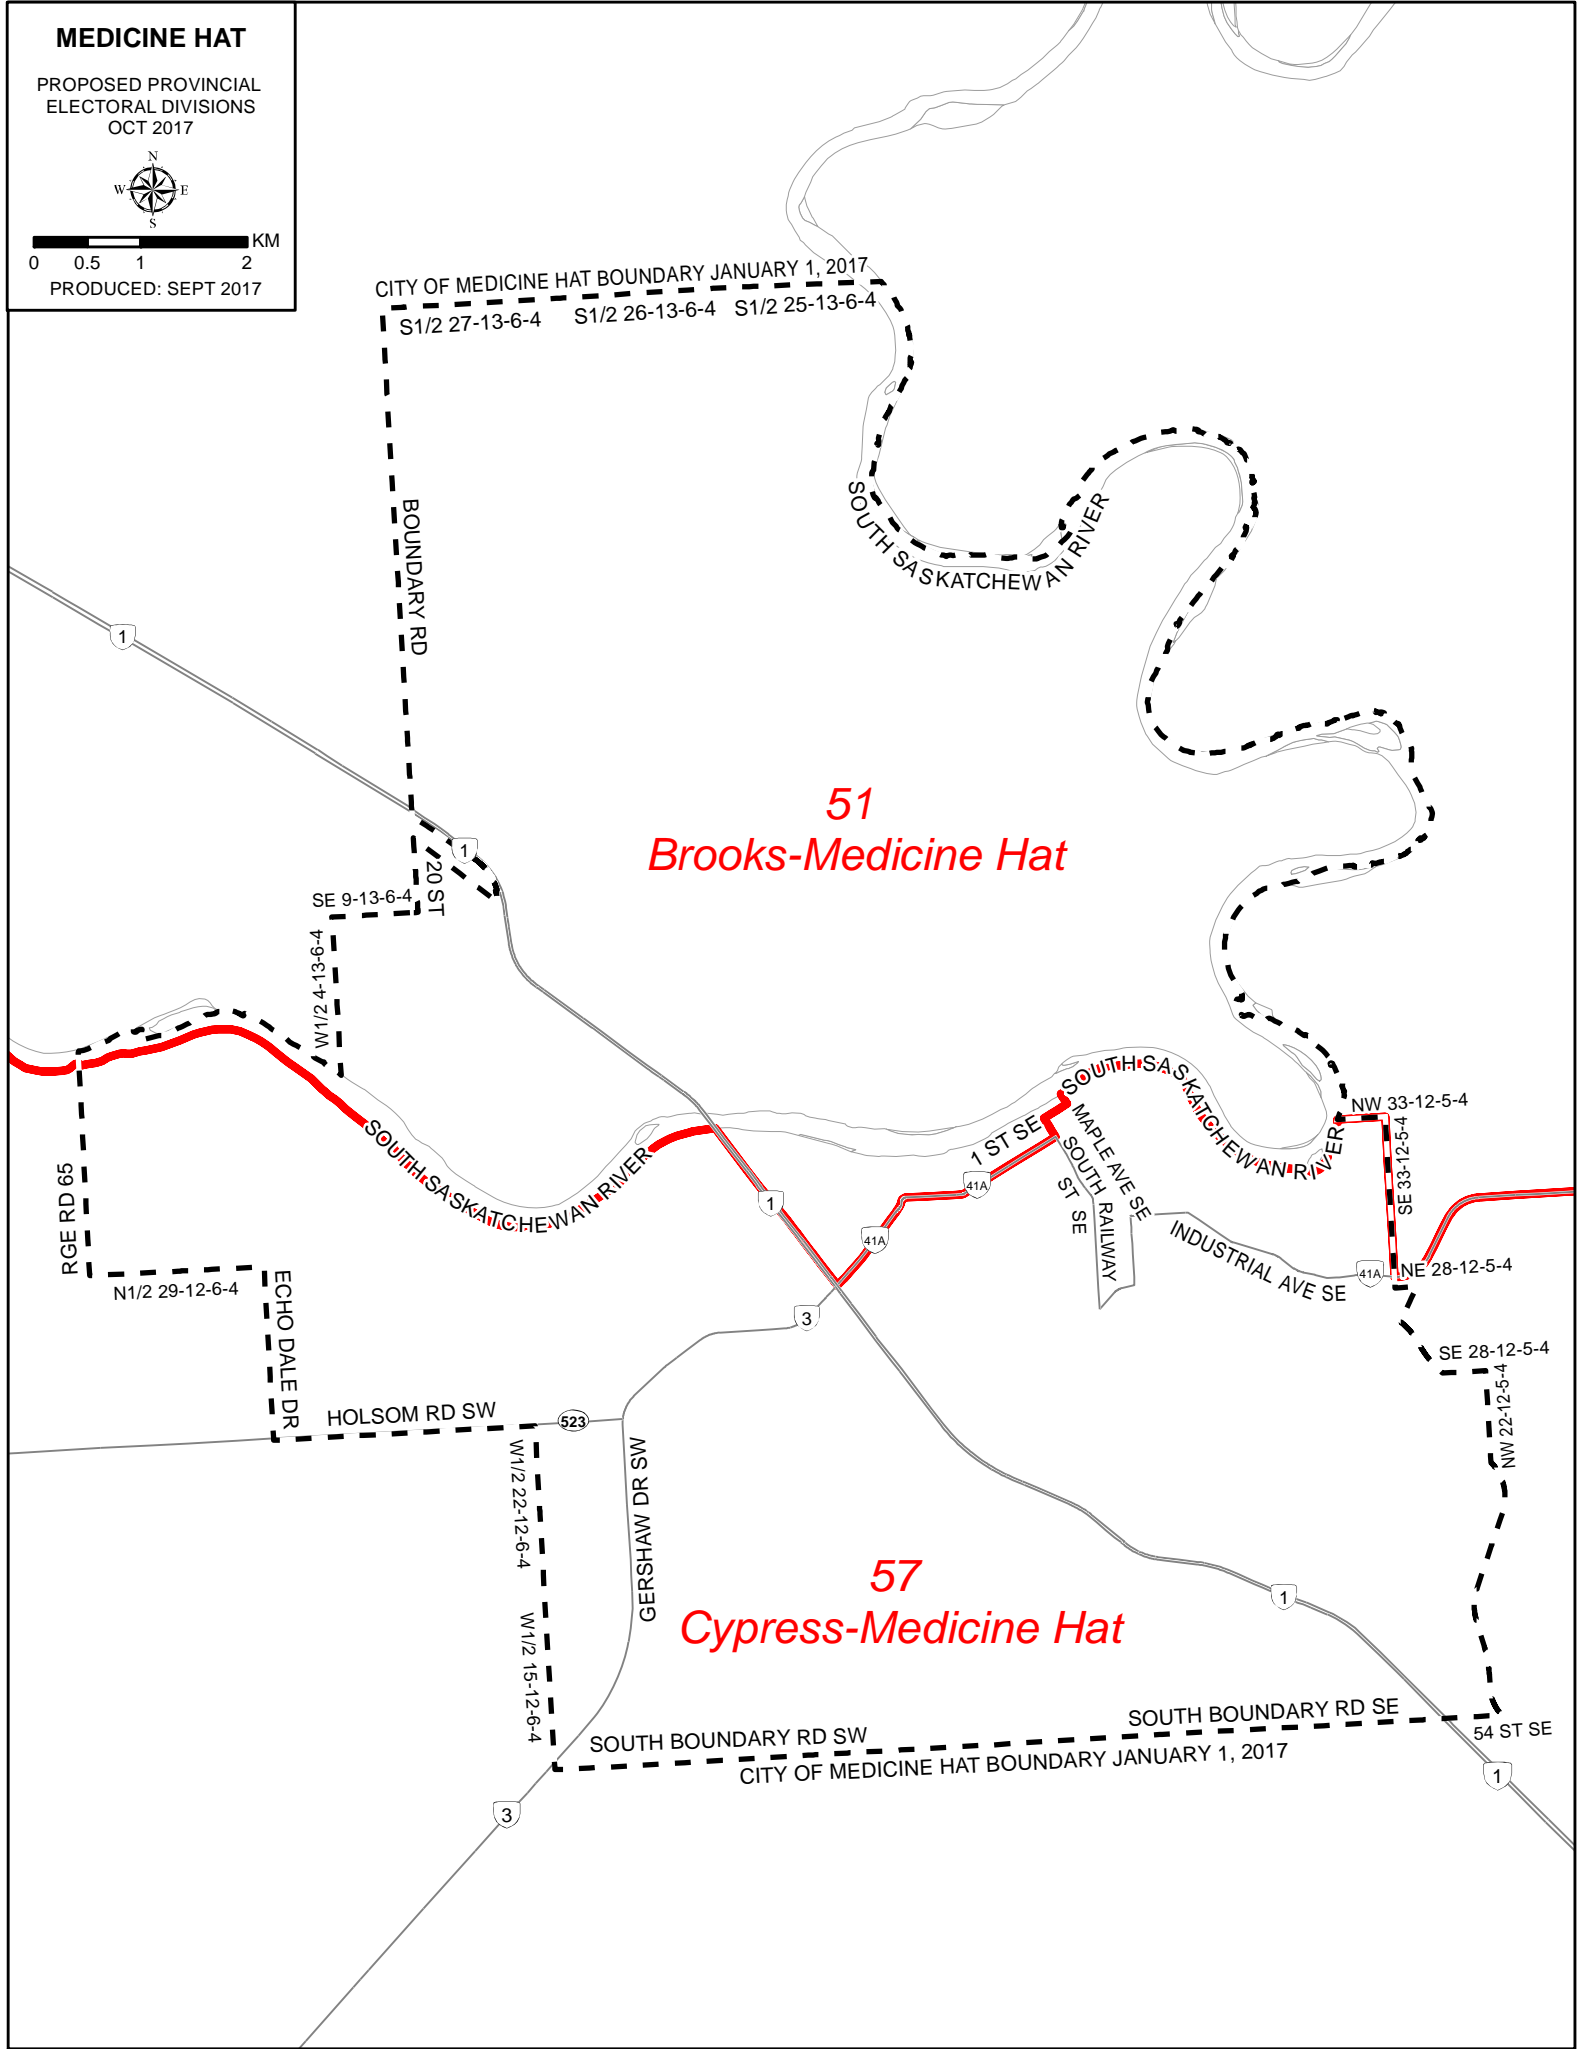 MEDICINE HAT
PROPOSED PROVINCIAL
ELECTORAL DIVISIONS
OCT 2017
N
W E
S
KM
0 0.5 1 2
PRODUCED: SEPT 2017
CITY OF MEDICINE HAT BOUNDARY JANUARY 1, 2017
S1/2 27-13-6-4 S1/2 26-13-6-4 S1/2 25-13-6-4
BOUNDARY RD
SOUTH SASKATCHEWAN RIVER
1
51
Brooks-Medicine Hat
1
20 ST
SE 9-13-6-4
W1/2 4-13-6-4
SOUTH SASKATCHEWAN RIVER
SOUTH SASKATCHEWAN RIVER
NW 33-12-5-4
SE 33-12-5-4
1 ST SE
MAPLE AVE SE
SOUTH RAILWAY
ST SE
41A
1
41A
RGE RD 65
INDUSTRIAL AVE SE
41A
NE 28-12-5-4
N1/2 29-12-6-4
ECHO DALE DR
3
SE 28-12-5-4
NW 22-12-5-4
HOLSOM RD SW
523
W1/2 22-12-6-4
GERSHAW DR SW
57
Cypress-Medicine Hat
1
W1/2 15-12-6-4
SOUTH BOUNDARY RD SW
SOUTH BOUNDARY RD SE
54 ST SE
CITY OF MEDICINE HAT BOUNDARY JANUARY 1, 2017
1
3